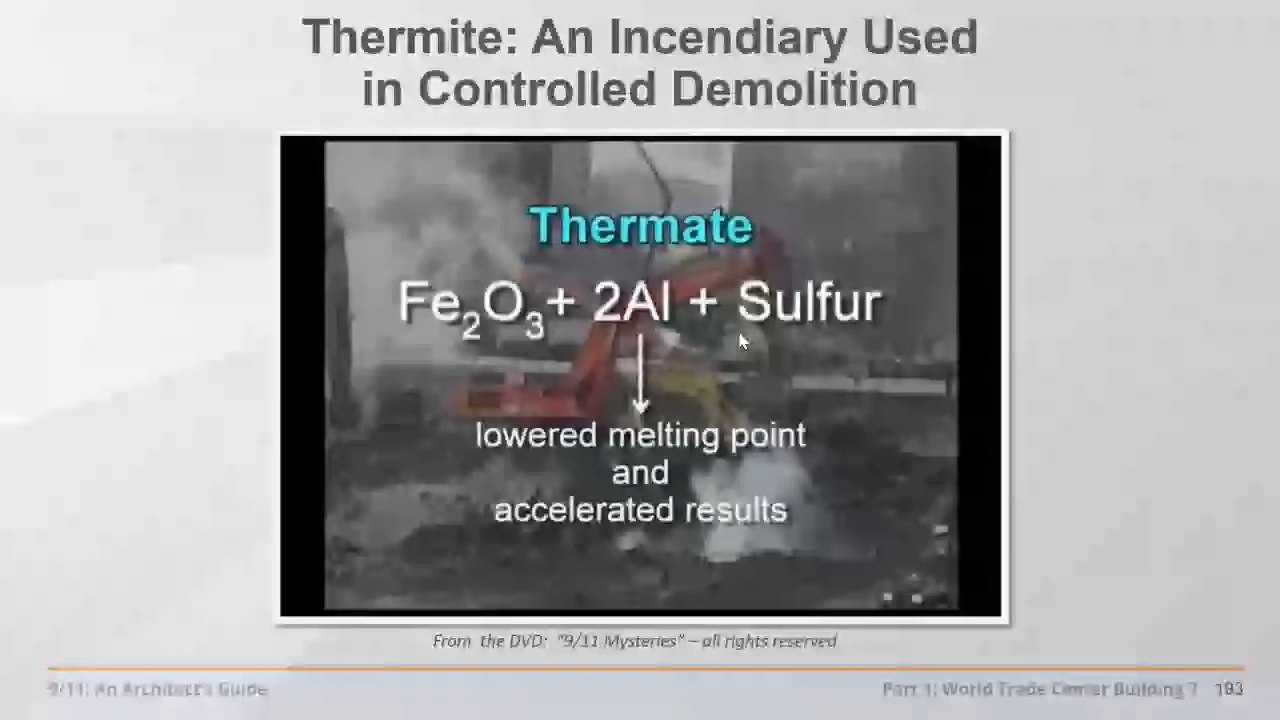 Thermite: An Incendiary Used
in Controlled Demolition
Thermate
Fe₂O₃+ 2Al + Sulfur
lowered melting point
and
accelerated results
From the DVD: "9/11 Mysteries" – all rights reserved
9/11: An Architect's Guide
Part 1: World Trade Center Building 7 193